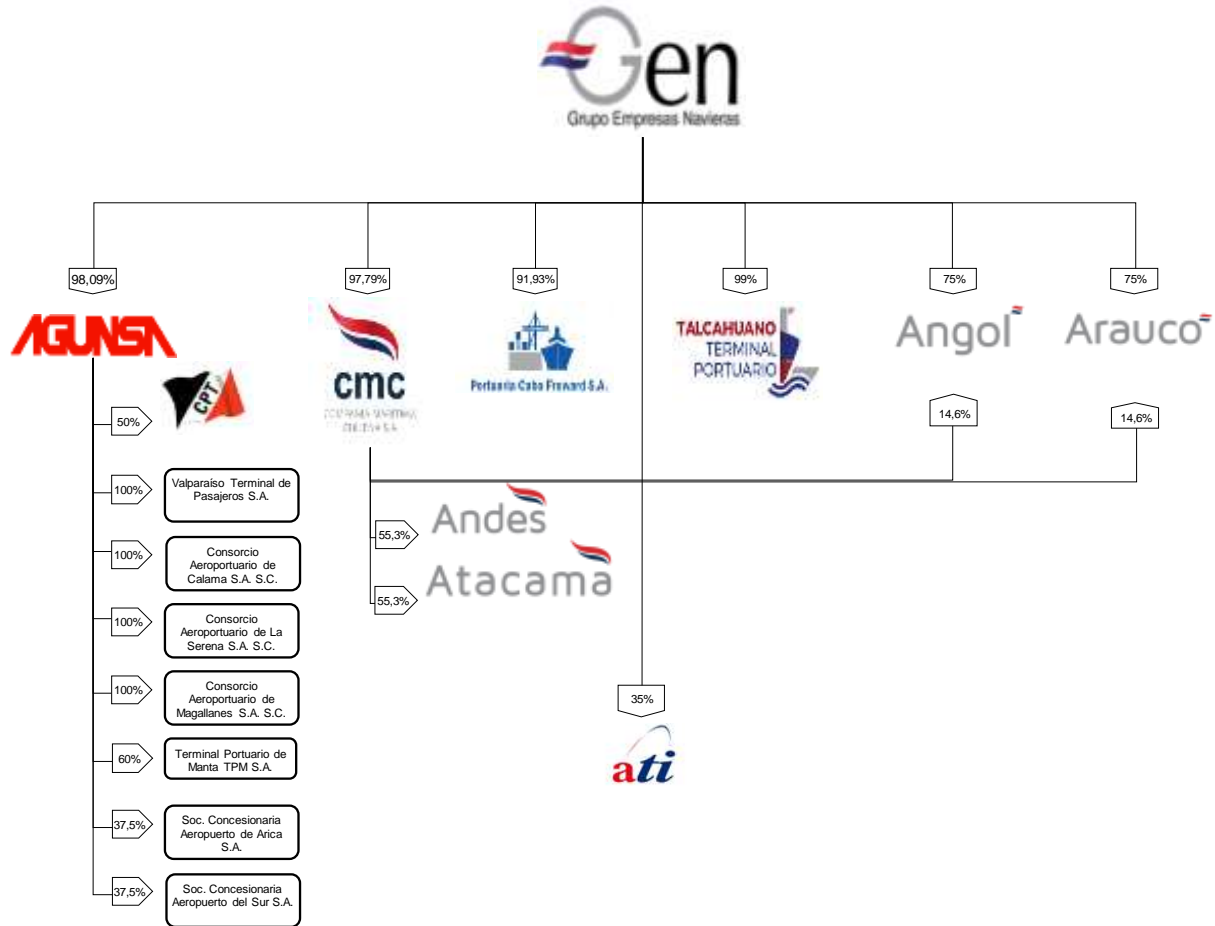 Gen
Grupo Empresas Navieras
98,09%
97,79%
91,93%
99%
75%
75%
AGUNSA
cmc
COMPAÑIA MARITIMA
CHILENA S.A.
Portuaria Cabo Froward S.A.
TALCAHUANO
TERMINAL
PORTUARIO
Angol
Arauco
CPT
50%
14,6%
14,6%
100%
Valparaíso Terminal de
Pasajeros S.A.
Andes
55,3%
100%
Consorcio
Aeroportuario de
Calama S.A. S.C.
Atacama
55,3%
100%
Consorcio
Aeroportuario de La
Serena S.A. S.C.
100%
Consorcio
Aeroportuario de
Magallanes S.A. S.C.
35%
ati
60%
Terminal Portuario de
Manta TPM S.A.
37,5%
Soc. Concesionaria
Aeropuerto de Arica
S.A.
37,5%
Soc. Concesionaria
Aeropuerto del Sur S.A.